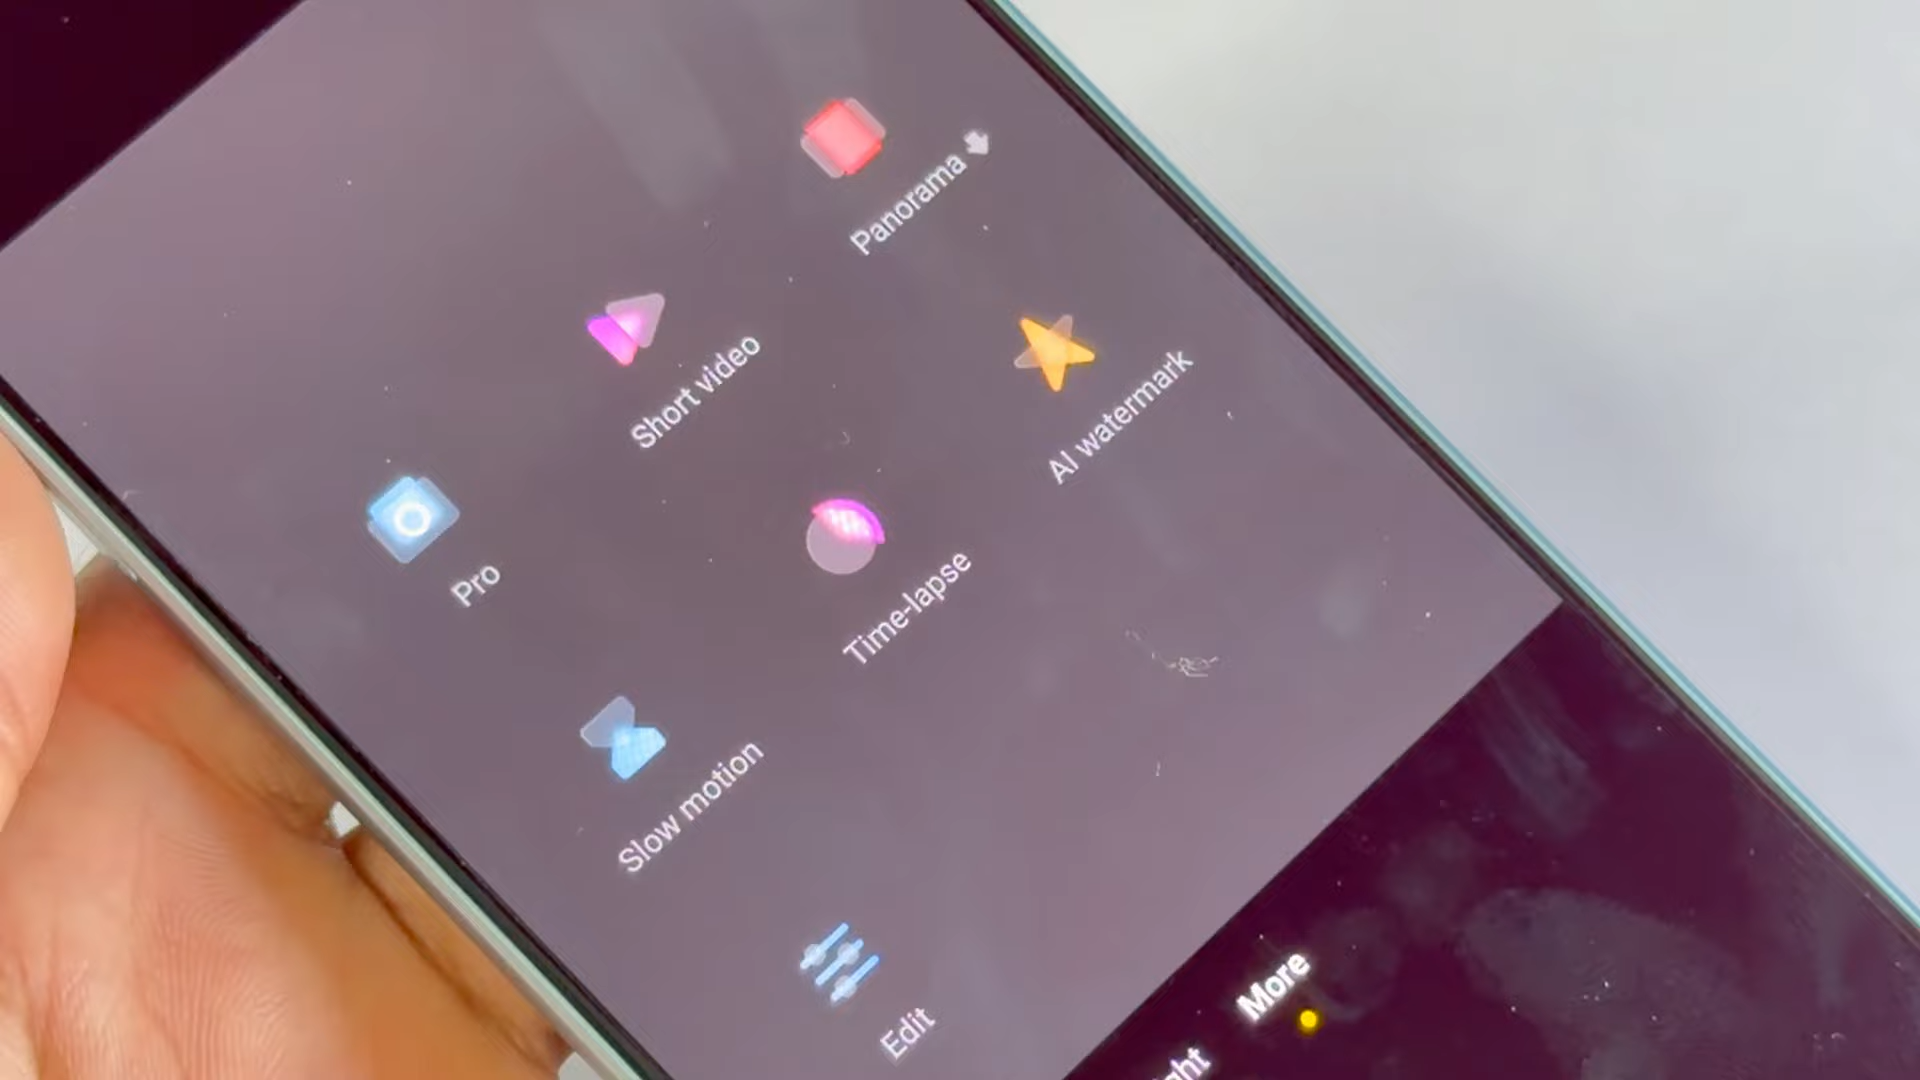 Pro
Short video
Panorama
Slow motion
Time-lapse
AI watermark
Edit
More